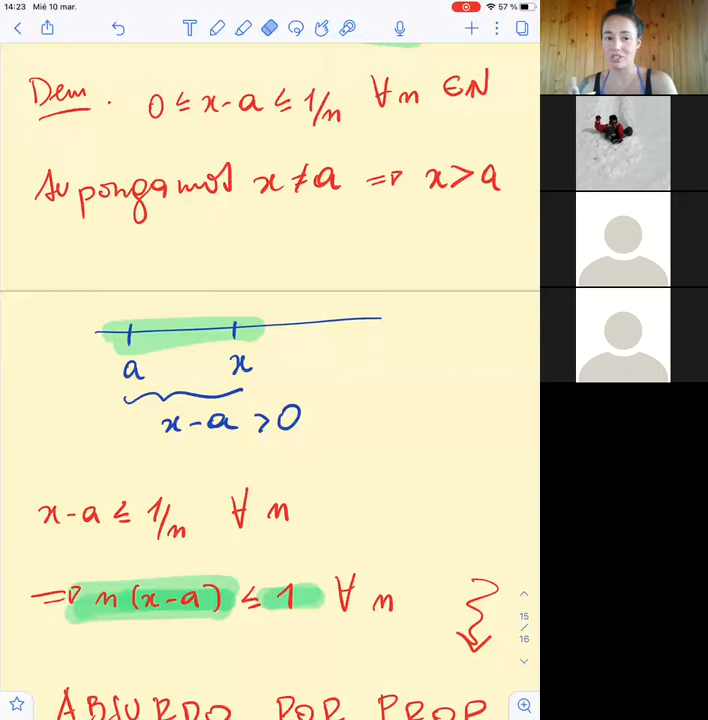 14:23 Mié 10 mar.
57 %
T
Dem. 0 ≤ x-a ≤ 1/n ∀ n ∈ N
Supongamos x ≠ a ⇒ x > a
a x
x - a > 0
x - a ≤ 1/n ∀ n
⇒ n (x-a) ≤ 1 ∀ n
15
/
16
ABSURDO POR PROP